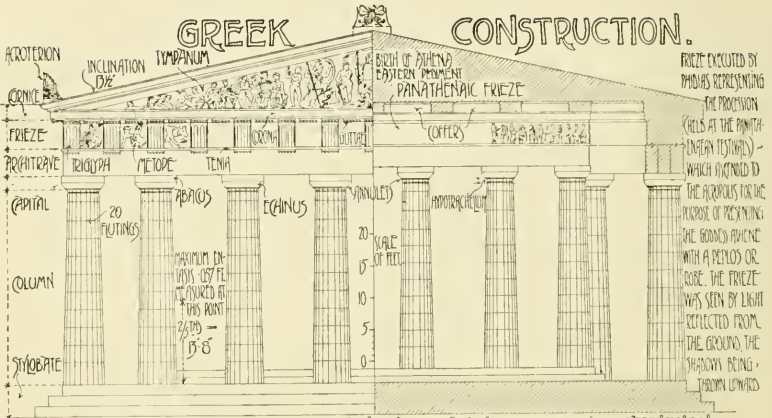 GREEK CONSTRUCTION.
ACROTERION
INCLINATION
13½°
TYMPANUM
BIRTH OF ATHENA
EASTERN PEDIMENT
PANATHENAIC FRIEZE
CORNICE
FRIEZE
ARCHITRAVE
CORONA
GUTTAE
COFFERS
TRIGLYPH
METOPE
TENIA
CAPITAL
ABACUS
ECHINUS
ANNULETS
HYPOTRACHELIUM
20
FLUTINGS
COLUMN
MAXIMUM EN-
TASIS ·057 FE
EASURED AT
THIS POINT
2/5THS =
13'·8"
20
SCALE
OF FEET
15
10
5
0
STYLOBATE
FRIEZE EXECUTED BY
PHIDIAS REPRESENTING
THE PROCESSION
(HELD AT THE PANATH-
ENAEAN FESTIVALS) -
WHICH ASCENDED TO
THE ACROPOLIS FOR THE
PURPOSE OF PRESENTING
THE GODDESS
WITH A PEPLOS OR
ROBE. THE FRIEZE
WAS SEEN BY LIGHT
REFLECTED FROM
THE GROUND, THE
SHADOWS BEING
THROWN UPWARD